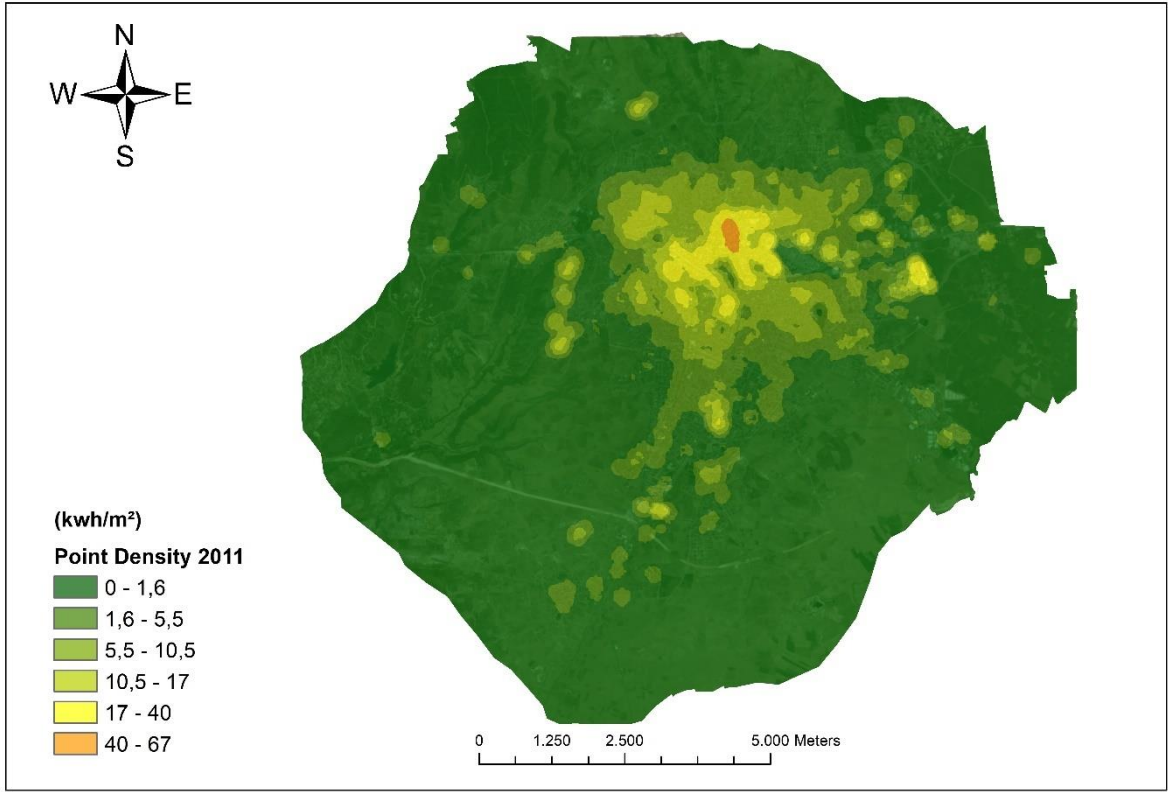 N
W E
S
(kwh/m²)
Point Density 2011
0 - 1,6
1,6 - 5,5
5,5 - 10,5
10,5 - 17
17 - 40
40 - 67
0 1.250 2.500 5.000 Meters